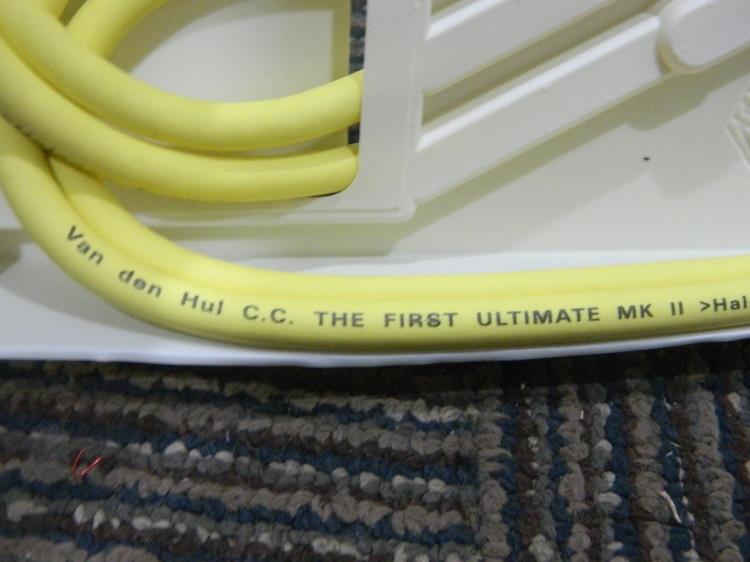 Van den Hul C.C. THE FIRST ULTIMATE MK II >Hal